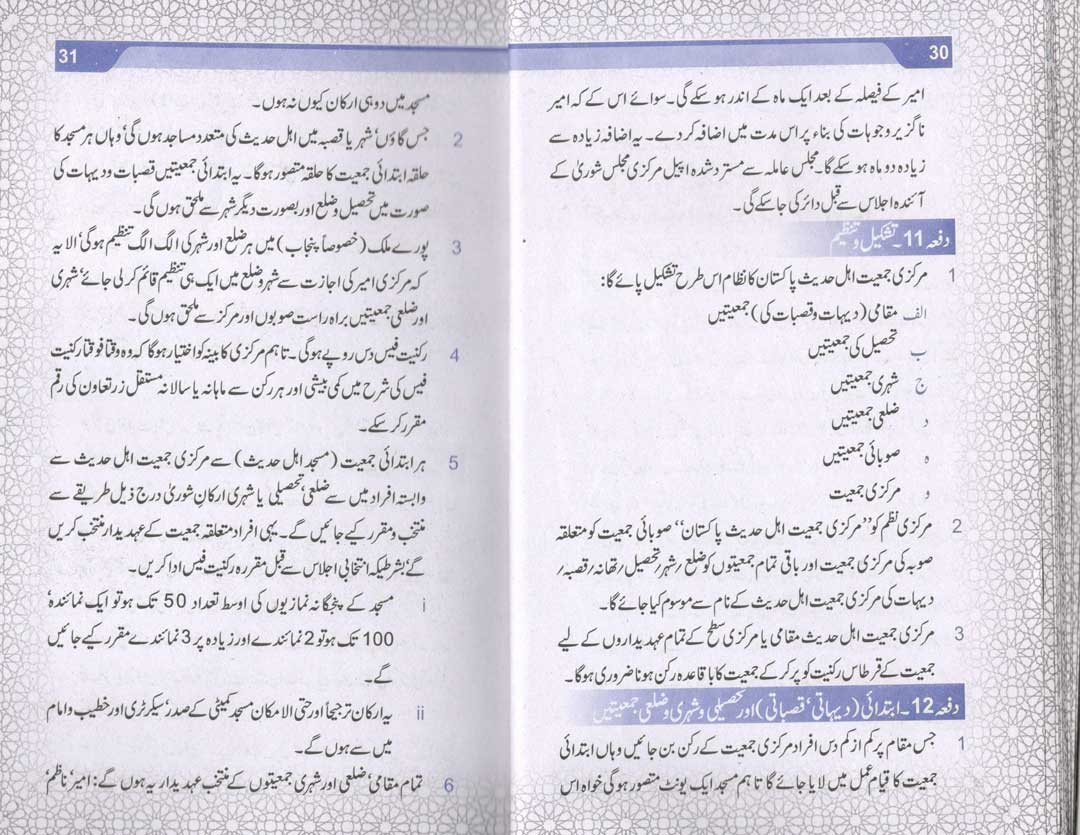 30
امیر کے فیصلہ کے بعد ایک ماہ کے اندر ہو سکے گی۔ سوائے اس کے کہ امیر
ناگزیر وجوہات کی بناء پر اس مدت میں اضافہ کر دے۔ یہ اضافہ زیادہ سے
زیادہ دو ماہ ہو سکے گا۔ مجلس عاملہ سے مسترد شدہ اپیل مرکزی مجلس شوریٰ کے
آئندہ اجلاس سے قبل دائر کی جا سکے گی۔
دفعہ 11۔ تشکیل و تنظیم
1 مرکزی جمعیت اہل حدیث پاکستان کا نظام اس طرح تشکیل پائے گا:
الف مقامی (دیہات و قصبات کی) جمعیتیں
ب تحصیل کی جمعیتیں
ج شہری جمعیتیں
د ضلعی جمعیتیں
ہ صوبائی جمعیتیں
و مرکزی جمعیت
2 مرکزی نظم کو ”مرکزی جمعیت اہل حدیث پاکستان“ صوبائی جمعیت کو متعلقہ
صوبہ کی مرکزی جمعیت اور باقی تمام جمعیتوں کو ضلع/ شہر/ تحصیل/ تھانہ/ قصبہ/
دیہات کی مرکزی جمعیت اہل حدیث کے نام سے موسوم کیا جائے گا۔
3 مرکزی جمعیت اہل حدیث مقامی یا مرکزی سطح کے تمام عہدیداروں کے لیے
جمعیت کے قرطاس رکنیت کو پر کر کے جمعیت کا باقاعدہ رکن ہونا ضروری ہوگا۔
دفعہ 12۔ ابتدائی (دیہاتی‘ قصباتی) اور تحصیلی و شہری و ضلعی جمعیتیں
1 جس مقام پر کم از کم دس افراد مرکزی جمعیت کے رکن بن جائیں وہاں ابتدائی
جمعیت کا قیام عمل میں لایا جائے گا تاہم مسجد ایک یونٹ متصور ہوگی خواہ اس
31
مسجد میں دو ہی ارکان کیوں نہ ہوں۔
2 جس گاؤں‘ شہر یا قصبہ میں اہل حدیث کی متعدد مساجد ہوں گی‘ وہاں ہر مسجد کا
حلقہ ابتدائی جمعیت کا حلقہ متصور ہوگا۔ یہ ابتدائی جمعیتیں قصبات و دیہات کی
صورت میں تحصیل و ضلع اور بصورت دیگر شہر سے ملحق ہوں گی۔
3 پورے ملک (خصوصاً پنجاب) میں ہر ضلع اور شہر کی الگ الگ تنظیم ہوگی‘ الا یہ
کہ مرکزی امیر کی اجازت سے شہر و ضلع میں ایک ہی تنظیم قائم کر لی جائے‘ شہری
اور ضلعی جمعیتیں براہ راست صوبوں اور مرکز سے ملحق ہوں گی۔
4 رکنیت فیس دس روپے ہوگی۔ تاہم مرکزی کابینہ کو اختیار ہوگا کہ وہ وقتاً فوقتاً رکنیت
فیس کی شرح میں کمی بیشی اور ہر رکن سے ماہانہ یا سالانہ مستقل زر تعاون کی رقم
مقرر کر سکے۔
5 ہر ابتدائی جمعیت (مسجد اہل حدیث) سے مرکزی جمعیت اہل حدیث سے
وابستہ افراد میں سے ضلعی‘ تحصیلی یا شہری ارکانِ شوریٰ درج ذیل طریقے سے
منتخب و مقرر کیے جائیں گے۔ یہی افراد متعلقہ جمعیت کے عہدیدار منتخب کریں
گے‘ بشرطیکہ انتخابی اجلاس سے قبل مقررہ رکنیت فیس ادا کریں۔
i مسجد کے پنجگانہ نمازیوں کی اوسط تعداد 50 تک ہو تو ایک نمائندہ‘
100 تک ہو تو 2 نمائندے اور زیادہ پر 3 نمائندے مقرر کیے جائیں
گے۔
ii یہ ارکان ترجیحاً اور حتی الامکان مسجد کمیٹی کے صدر‘ سیکرٹری اور خطیب و امام
میں سے ہوں گے۔
6 تمام مقامی‘ ضلعی اور شہری جمعیتوں کے منتخب عہدیدار یہ ہوں گے: امیر‘ ناظم‘